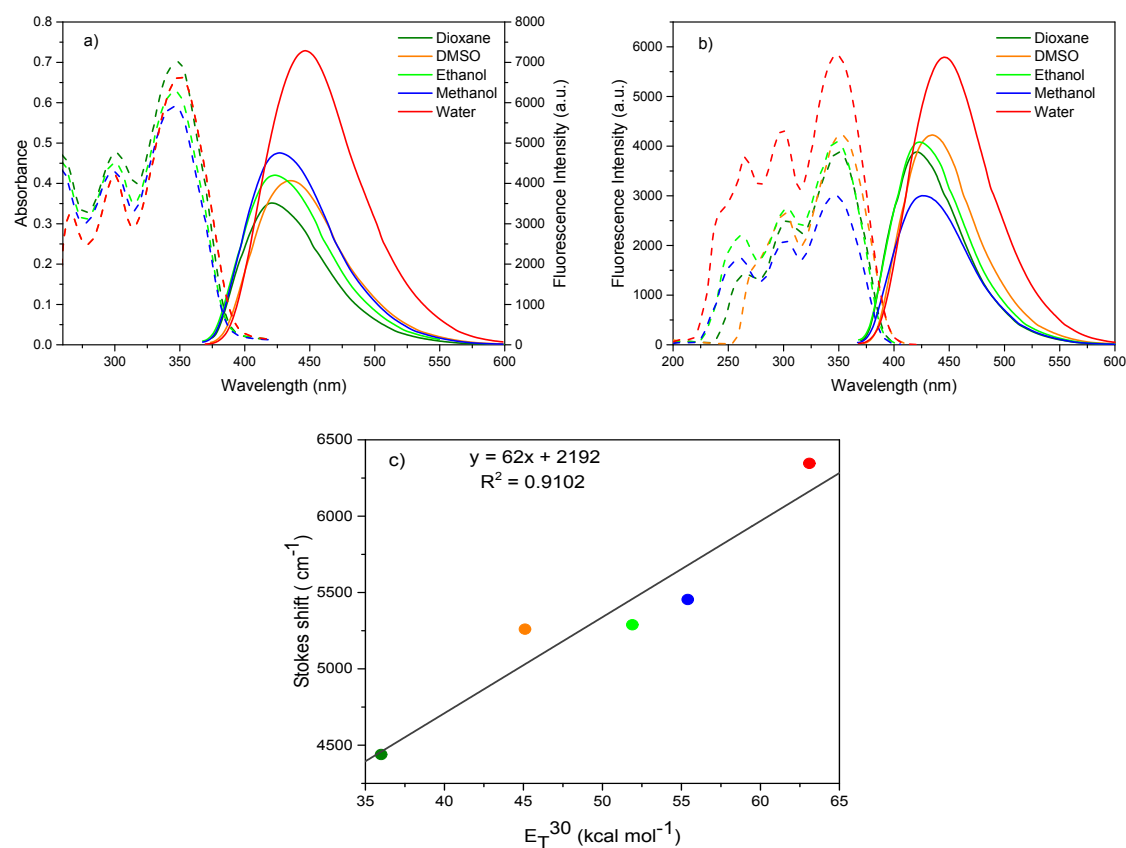 a)
Dioxane
DMSO
Ethanol
Methanol
Water
0.8
0.7
0.6
0.5
0.4
0.3
0.2
0.1
0.0
Absorbance
8000
7000
6000
5000
4000
3000
2000
1000
0
Fluorescence Intensity (a.u.)
300 350 400 450 500 550 600
Wavelength (nm)
b)
Dioxane
DMSO
Ethanol
Methanol
Water
6000
5000
4000
3000
2000
1000
0
Fluorescence Intensity (a.u.)
200 250 300 350 400 450 500 550 600
Wavelength (nm)
c)
y = 62x + 2192
R² = 0.9102
6500
6000
5500
5000
4500
Stokes shift ( cm⁻¹)
35 40 45 50 55 60 65
E_T³⁰ (kcal mol⁻¹)